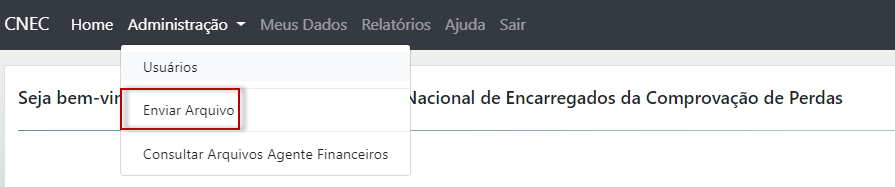 CNEC Home Administração Meus Dados Relatórios Ajuda Sair
Usuários
Seja bem-vin Nacional de Encarregados da Comprovação de Perdas
Enviar Arquivo
Consultar Arquivos Agente Financeiros